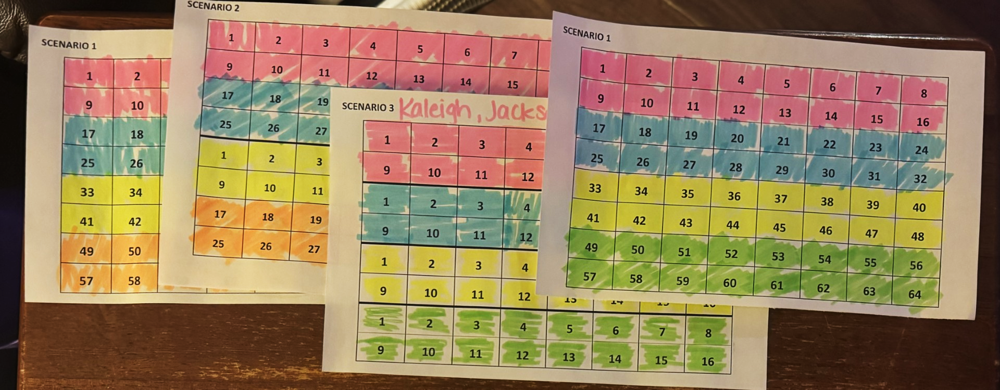 SCENARIO 1
1 2
9 10
17 18
25 26
33 34
41 42
49 50
57 58
SCENARIO 2
1 2 3 4 5 6 7
9 10 11 12 13 14 15
17 18 19
25 26 27
1 2 3
9 10 11
17 18 19
25 26 27
SCENARIO 3 Kaleigh, Jacks
1 2 3 4
9 10 11 12
1 2 3 4
9 10 11 12
1 2 3 4
9 10 11 12 13 14 15 16
1 2 3 4 5 6 7 8
9 10 11 12 13 14 15 16
SCENARIO 1
1 2 3 4 5 6 7 8
9 10 11 12 13 14 15 16
17 18 19 20 21 22 23 24
25 26 27 28 29 30 31 32
33 34 35 36 37 38 39 40
41 42 43 44 45 46 47 48
49 50 51 52 53 54 55 56
57 58 59 60 61 62 63 64